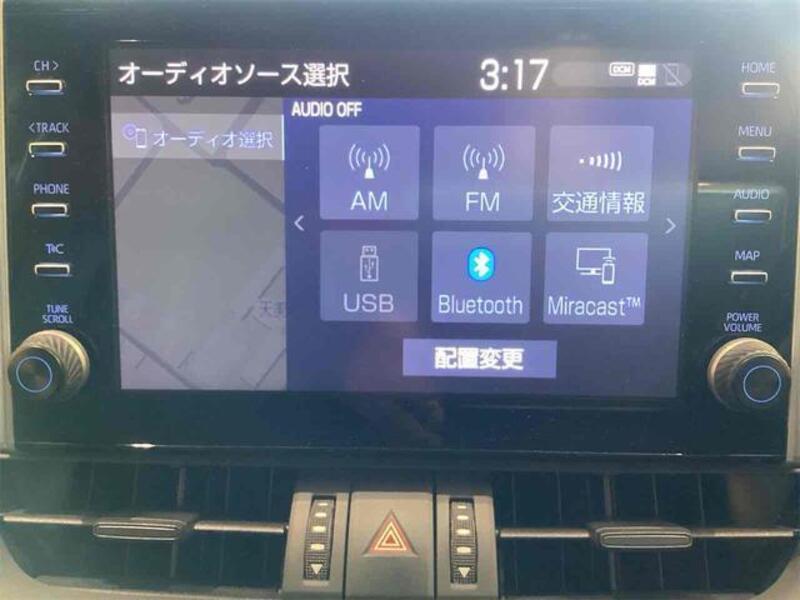 オーディオソース選択
3:17
DCM
DCM
CH >
< TRACK
PHONE
T C
TUNE
SCROLL
オーディオ選択
天
AUDIO OFF
AM
FM
交通情報
USB
Bluetooth
Miracast™
配置変更
HOME
MENU
AUDIO
MAP
POWER
VOLUME